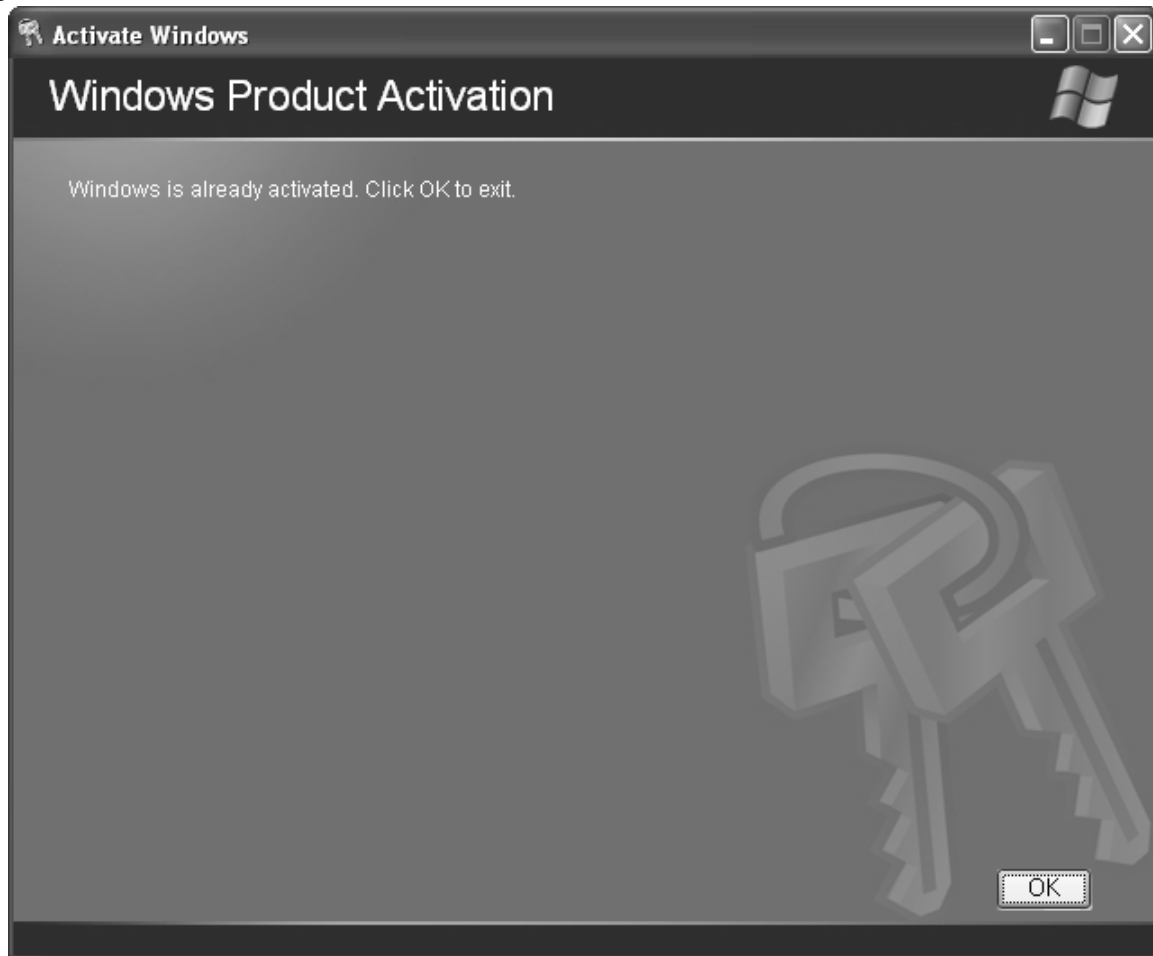 Activate Windows
Windows Product Activation
Windows is already activated. Click OK to exit.
OK